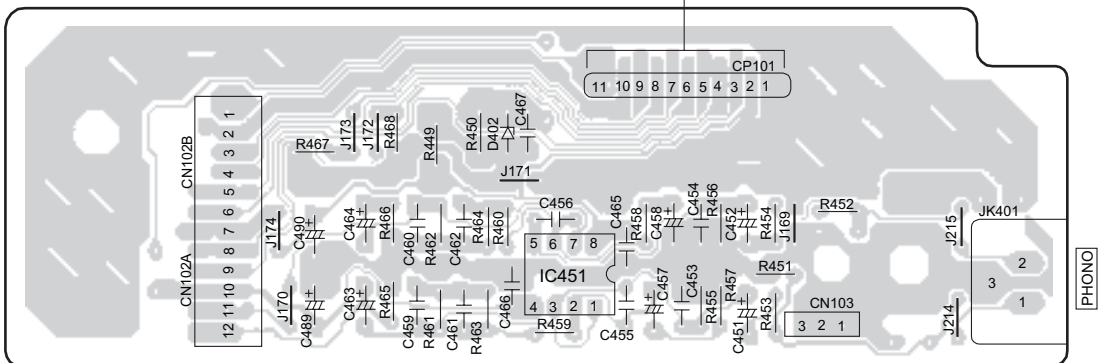 CP101
11 10 9 8 7 6 5 4 3 2 1
CN102B
1
2
3
4
5
6
7
8
9
10
11
12
CN102A
R467
J173
J172
R468
R449
R450
D402
C467
J171
J174
C490
C464
R466
C460
R462
C462
R464
R460
C456
C465
R458
C458
C454
R456
C452
R454
J169
R452
J215
JK401
5 6 7 8
IC451
4 3 2 1
2
3
1
PHONO
J170
C489
C463
R465
C459
R461
C461
R463
C466
R459
C455
C457
C453
R455
R457
C451
R453
R451
CN103
3 2 1
J214
+
+
+
+
+
+
+
+